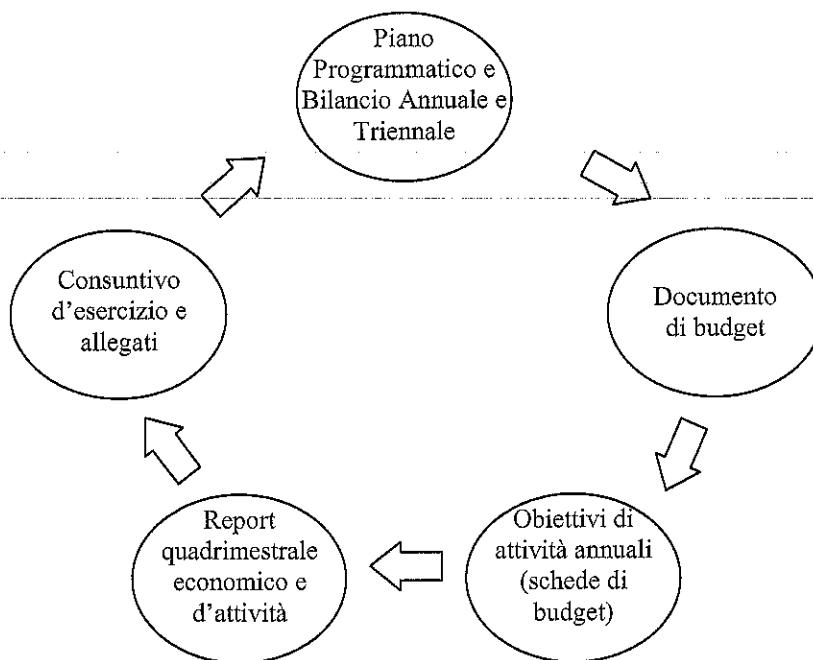 Piano
Programmatico e
Bilancio Annuale e
Triennale
Documento
di budget
Obiettivi di
attività annuali
(schede di
budget)
Report
quadrimestrale
economico e
d'attività
Consuntivo
d'esercizio e
allegati